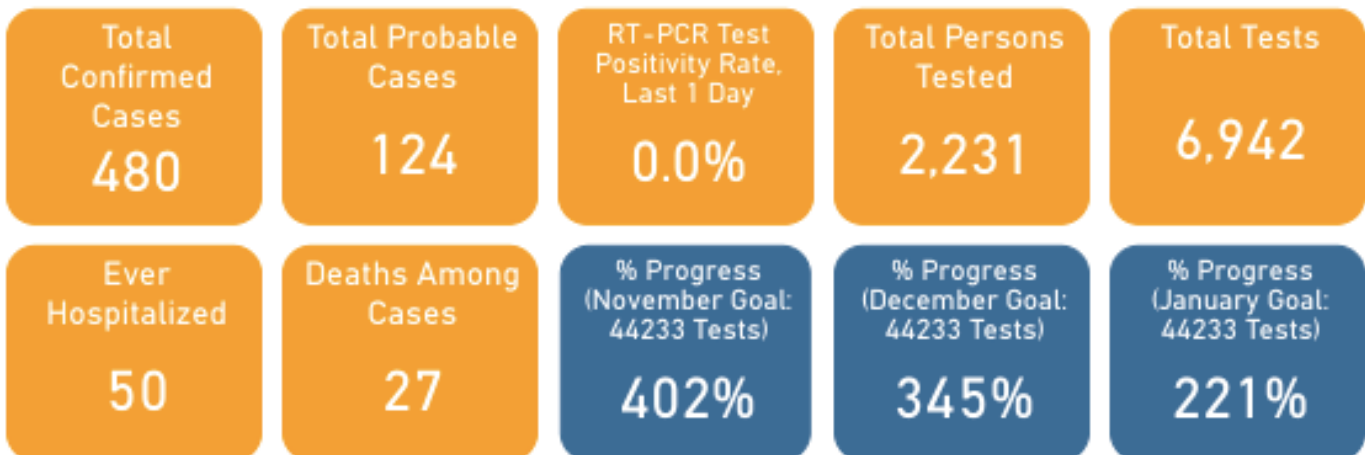 Total
Confirmed
Cases
480
Total Probable
Cases
124
RT-PCR Test
Positivity Rate,
Last 1 Day
0.0%
Total Persons
Tested
2,231
Total Tests
6,942
Ever
Hospitalized
50
Deaths Among
Cases
27
% Progress
(November Goal:
44233 Tests)
402%
% Progress
(December Goal:
44233 Tests)
345%
% Progress
(January Goal:
44233 Tests)
221%